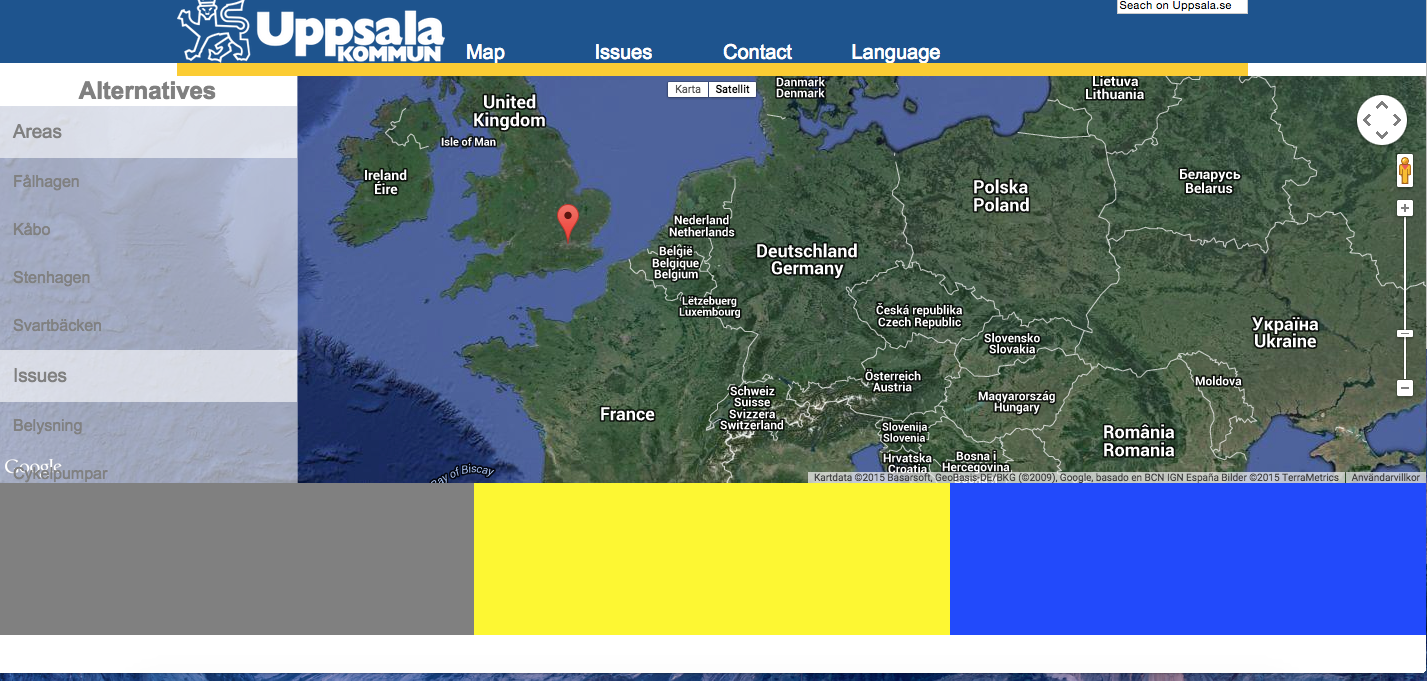 Seach on Uppsala.se
Uppsala
KOMMUN
Map
Issues
Contact
Language
Alternatives
Areas
Fålhagen
Kåbo
Stenhagen
Svartbäcken
Issues
Belysning
Cykelpumpar
Google
Karta
Satellit
Danmark
Denmark
Lietuva
Lithuania
United
Kingdom
Isle of Man
Ireland
Éire
Беларусь
Belarus
Polska
Poland
Nederland
Netherlands
België
Belgique
Belgium
Deutschland
Germany
Lëtzebuerg
Luxembourg
Česká republika
Czech Republic
Slovensko
Slovakia
Україна
Ukraine
Österreich
Austria
Moldova
Schweiz
Suisse
Svizzera
Switzerland
Magyarország
Hungary
France
Slovenija
Slovenia
România
Romania
Hrvatska
Croatia
Bosna i
Hercegovina
Bay of Biscay
Kartdata ©2015 Basarsoft, GeoBasis-DE/BKG (©2009), Google, basado en BCN IGN España Bilder ©2015 TerraMetrics
Användarvillkor